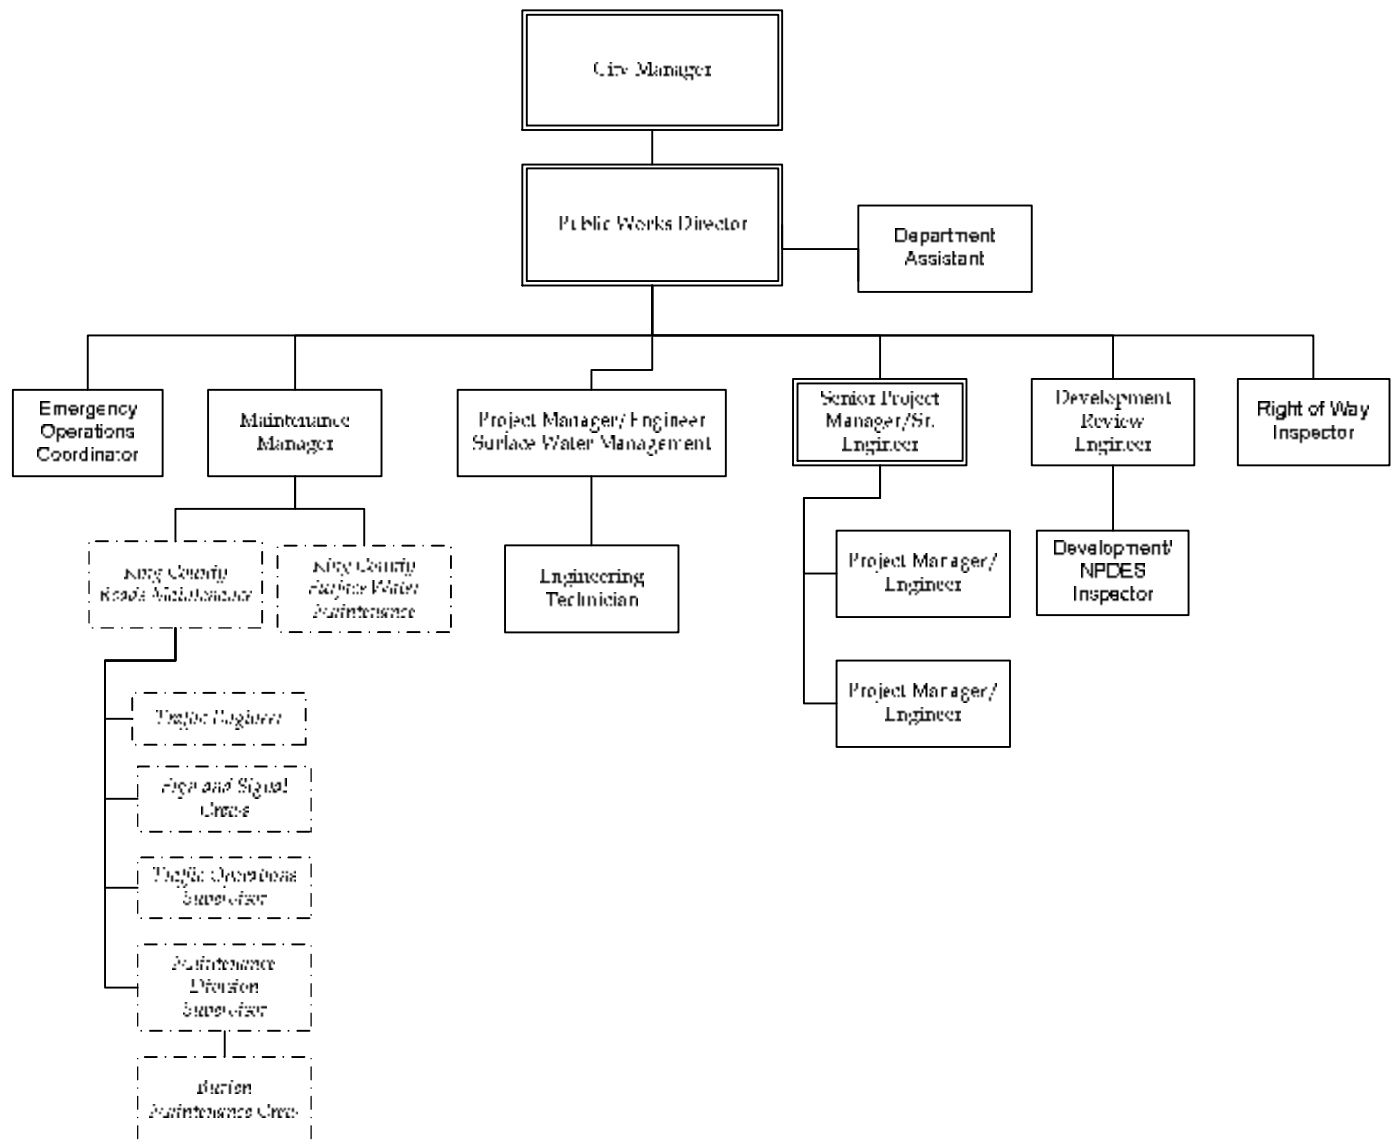 City Manager
Public Works Director
Department
Assistant
Emergency
Operations
Coordinator
Maintenance
Manager
Project Manager/Engineer
Surface Water Management
Senior Project
Manager/Sr.
Engineer
Development
Review
Engineer
Right of Way
Inspector
King County
Roads Maintenance
King County
Surface Water
Maintenance
Engineering
Technician
Project Manager/
Engineer
Development/
NPDES
Inspector
Project Manager/
Engineer
Traffic Engineer
Sign and Signal
Crews
Traffic Operations
Supervisor
Maintenance
Division
Supervisor
Burien
Maintenance Crew